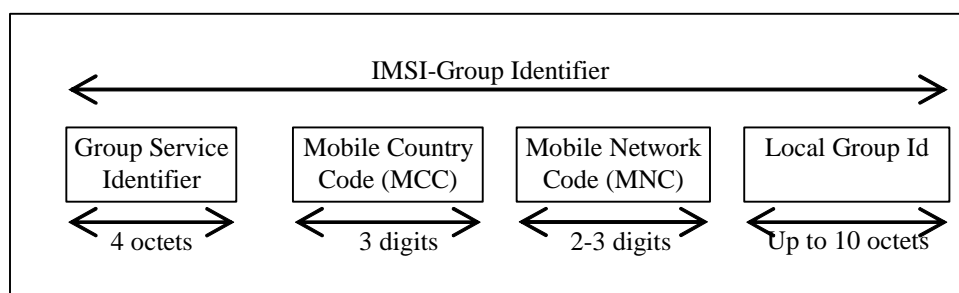 IMSI-Group Identifier
Group Service
Identifier
Mobile Country
Code (MCC)
Mobile Network
Code (MNC)
Local Group Id
4 octets
3 digits
2-3 digits
Up to 10 octets